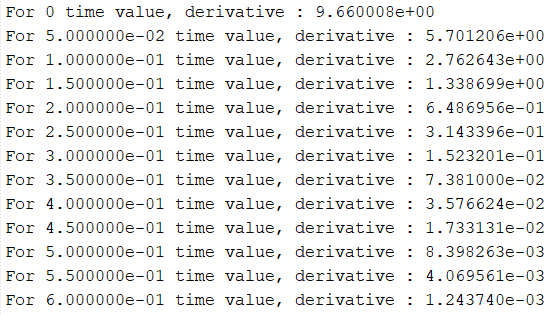 For 0 time value, derivative : 9.660008e+00
For 5.000000e-02 time value, derivative : 5.701206e+00
For 1.000000e-01 time value, derivative : 2.762643e+00
For 1.500000e-01 time value, derivative : 1.338699e+00
For 2.000000e-01 time value, derivative : 6.486956e-01
For 2.500000e-01 time value, derivative : 3.143396e-01
For 3.000000e-01 time value, derivative : 1.523201e-01
For 3.500000e-01 time value, derivative : 7.381000e-02
For 4.000000e-01 time value, derivative : 3.576624e-02
For 4.500000e-01 time value, derivative : 1.733131e-02
For 5.000000e-01 time value, derivative : 8.398263e-03
For 5.500000e-01 time value, derivative : 4.069561e-03
For 6.000000e-01 time value, derivative : 1.243740e-03